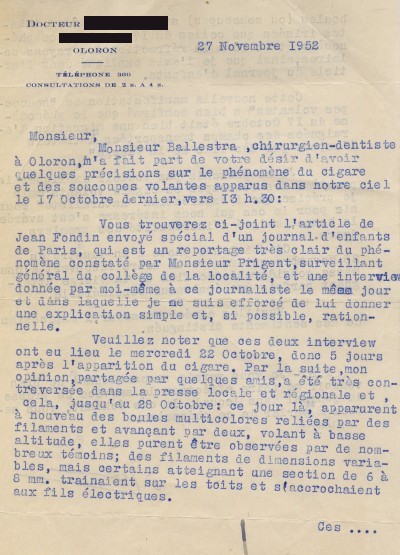 DOCTEUR
OLORON
TÉLÉPHONE 360
CONSULTATIONS DE 2 H. A 4 H.
27 Novembre 1952
Monsieur,
Monsieur Ballestra,chirurgien-dentiste
à Oloron,m'a fait part de votre désir d'avoir
quelques précisions sur le phénomène du cigare
et des soucoupes volantes apparus dans notre ciel
le 17 Octobre dernier,vers 13 h.30:
Vous trouverez ci-joint l'article de
Jean Fondin envoyé spécial d'un journal d'enfants
de Paris, qui est un reportage très clair du phé-
nomène constaté par Monsieur Prigent,surveillant
général du collège de la localité, et une interview
donnée par moi-même à ce journaliste le même jour
et dans laquelle je me suis efforcé de lui donner
une explication simple et, si possible, ration-
nelle.
Veuillez noter que ces deux interview
ont eu lieu le mercredi 22 Octobre, donc 5 jours
après l'apparition du cigare. Par la suite,mon
opinion,partagée par quelques amis,a été très con-
treversée dans la presse locale et régionale et ,
cela, jusqu'au 28 Octobre: ce jour là, apparurent
à nouveau des boules multicolores reliées par des
filaments et avançant par deux, volant à basse
altitude, elles purent être observées par de nom-
breux témoins; des filaments de dimensions varia-
bles, mais certains atteignant une section de 6 à
8 mm. trainaient sur les toits et s'accrochaient
aux fils électriques.
Ces ....